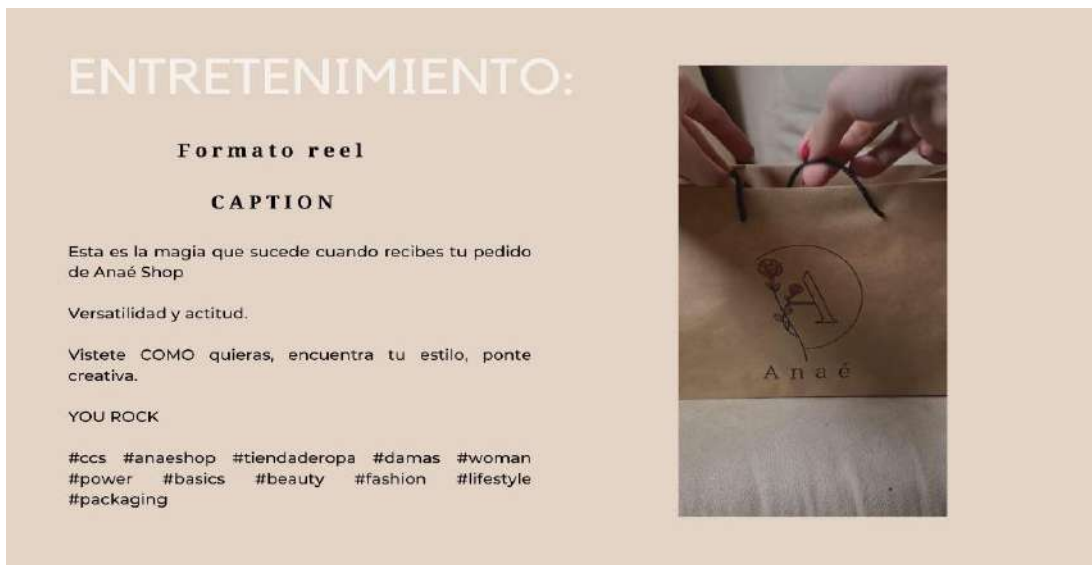 ENTRETENIMIENTO:
Formato reel
CAPTION
Esta es la magia que sucede cuando recibes tu pedido
de Anaé Shop
Versatilidad y actitud.
Vistete COMO quieras, encuentra tu estilo, ponte
creativa.
YOU ROCK
#ccs #anaeshop #tiendaderopa #damas #woman
#power #basics #beauty #fashion #lifestyle
#packaging
A
Anaé